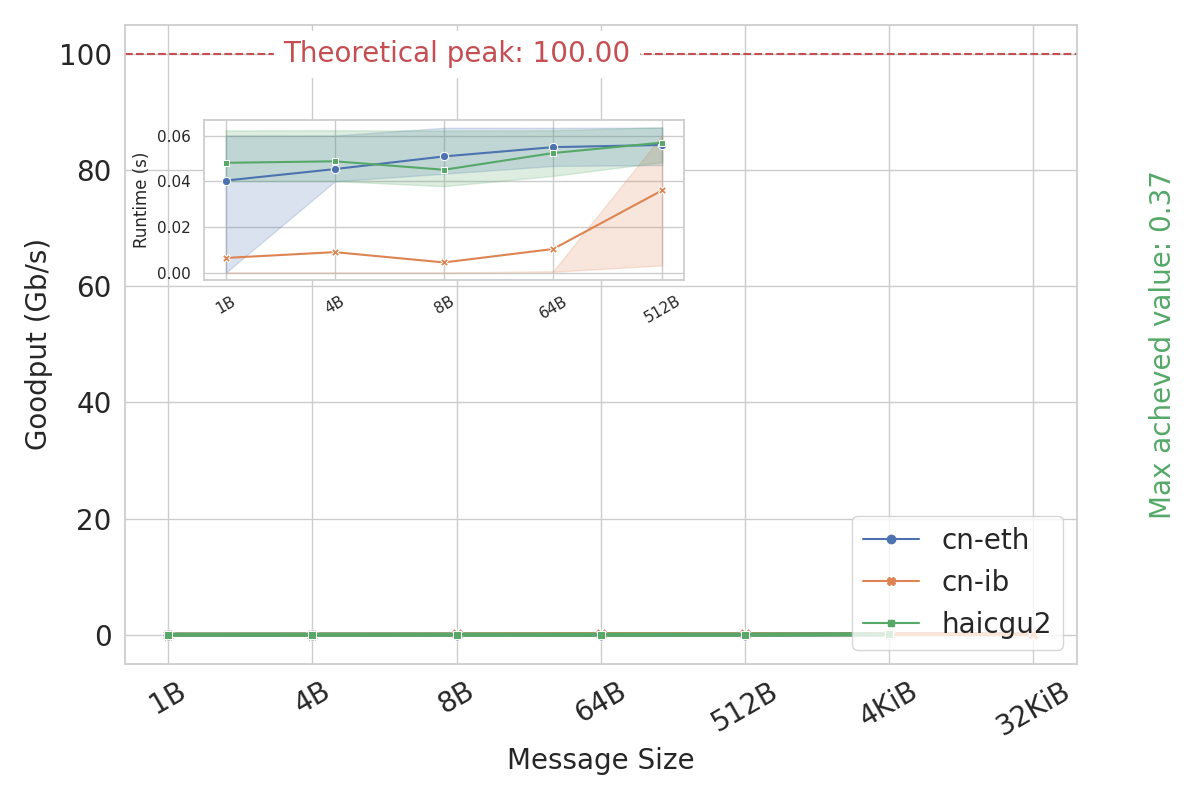 Theoretical peak: 100.00
100
80
60
40
20
0
Goodput (Gb/s)
0.06
0.04
0.02
0.00
Runtime (s)
1B
4B
8B
64B
512B
cn-eth
cn-ib
haicgu2
1B
4B
8B
64B
512B
4KiB
32KiB
Message Size
Max acheved value: 0.37